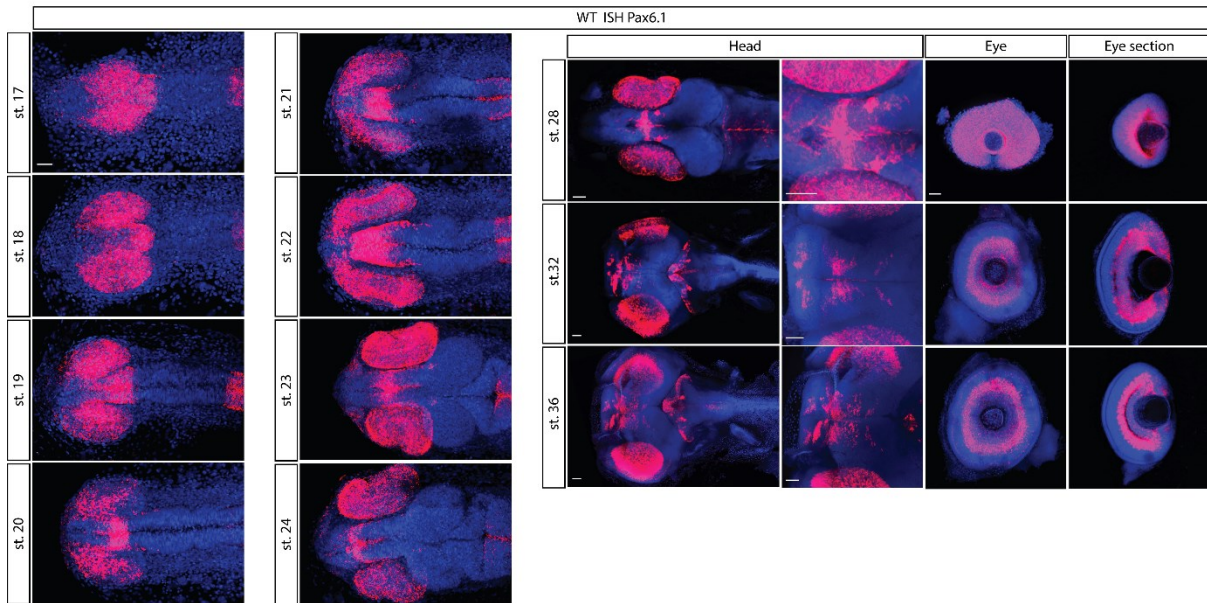 WT ISH Pax6.1
st. 17
st. 18
st. 19
st. 20
st. 21
st. 22
st. 23
st. 24
Head
Eye
Eye section
st. 28
st.32
st. 36